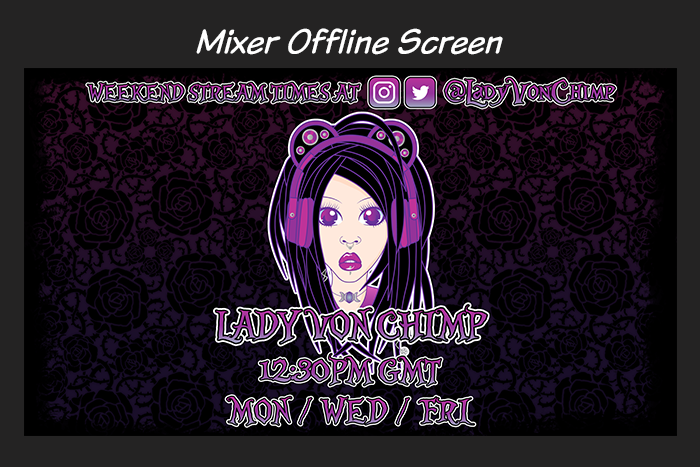 Mixer Offline Screen
WEEKEND STREAM TIMES AT @LADYVONCHIMP
LADY VON CHIMP
12:30PM GMT
MON / WED / FRI